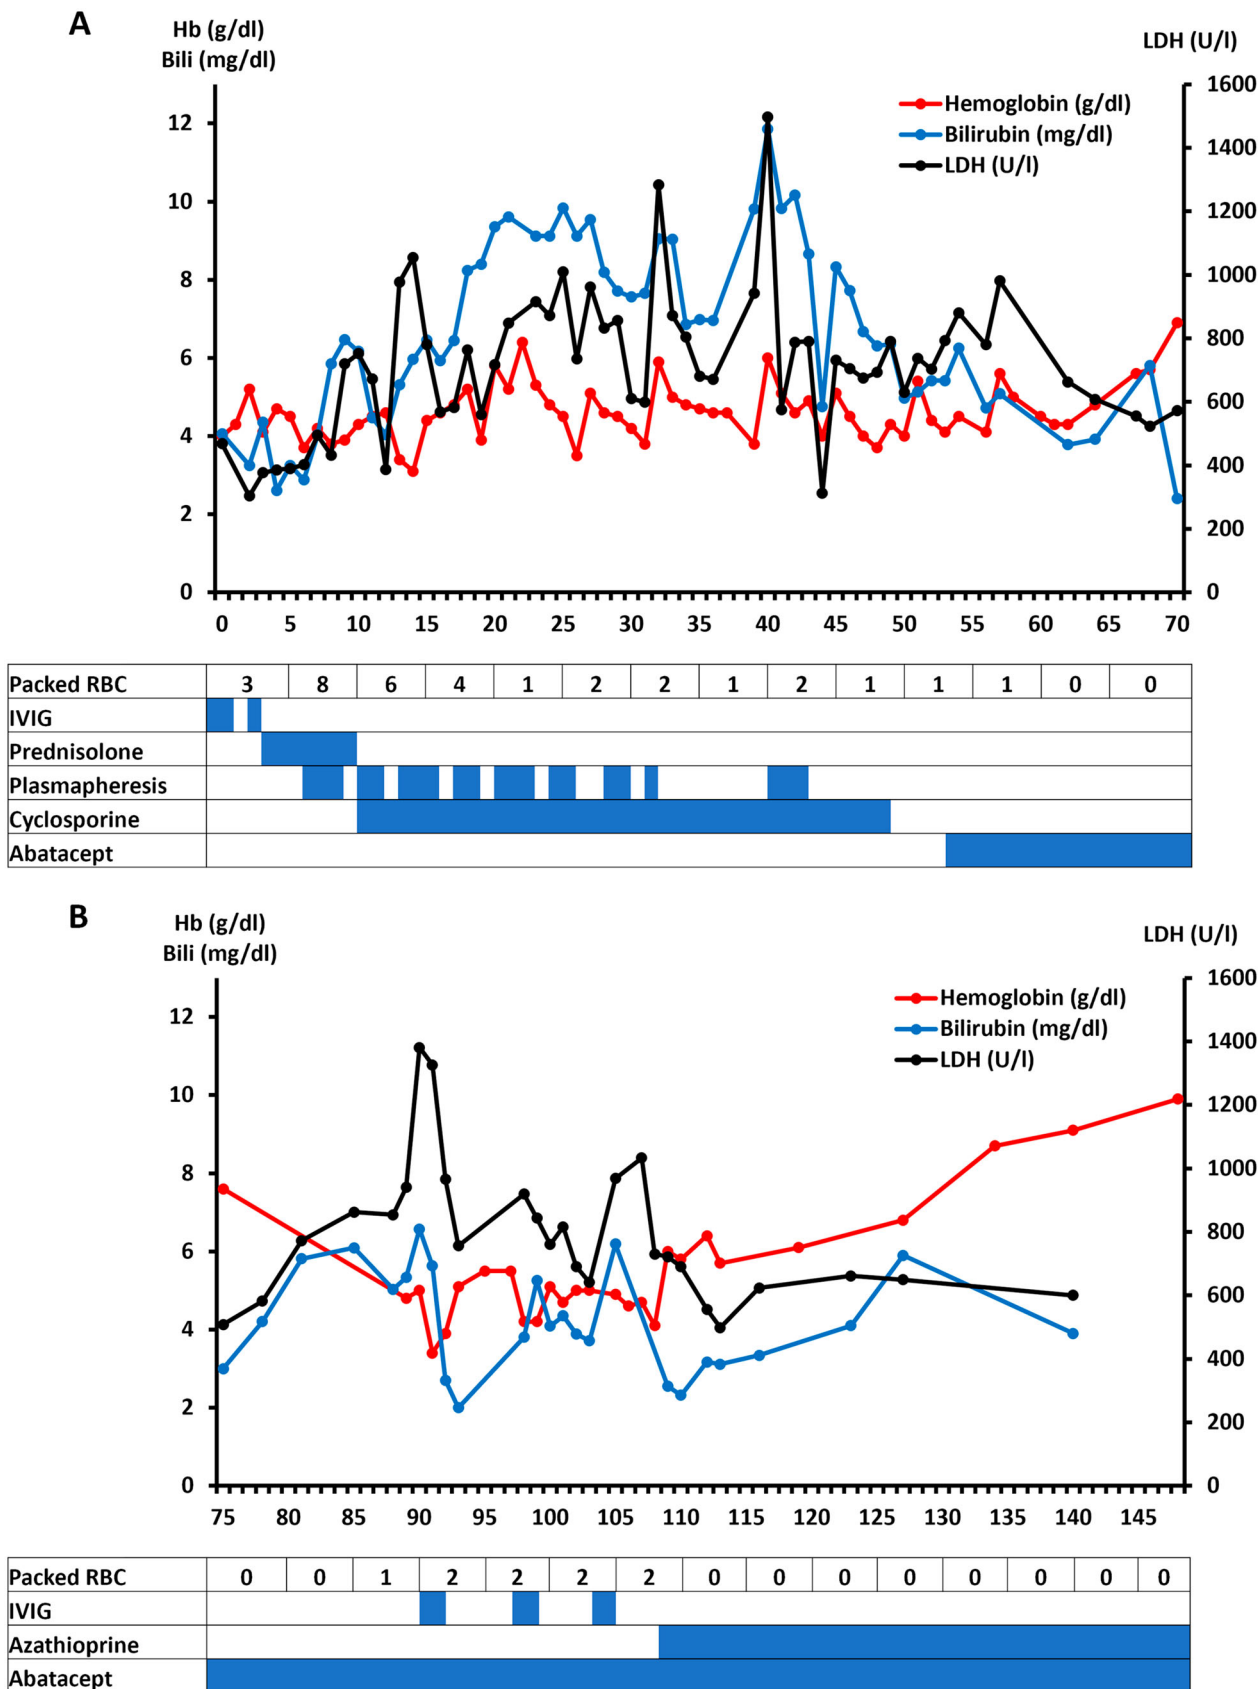 A
Hb (g/dl)
Bili (mg/dl)
LDH (U/l)
Hemoglobin (g/dl)
Bilirubin (mg/dl)
LDH (U/l)
12
10
8
6
4
2
0
1600
1400
1200
1000
800
600
400
200
0
0 5 10 15 20 25 30 35 40 45 50 55 60 65 70
Packed RBC 3 8 6 4 1 2 2 1 2 1 1 1 0 0
IVIG
Prednisolone
Plasmapheresis
Cyclosporine
Abatacept
B
Hb (g/dl)
Bili (mg/dl)
LDH (U/l)
Hemoglobin (g/dl)
Bilirubin (mg/dl)
LDH (U/l)
12
10
8
6
4
2
0
1600
1400
1200
1000
800
600
400
200
0
75 80 85 90 95 100 105 110 115 120 125 130 135 140 145
Packed RBC 0 0 1 2 2 2 2 0 0 0 0 0 0 0 0
IVIG
Azathioprine
Abatacept